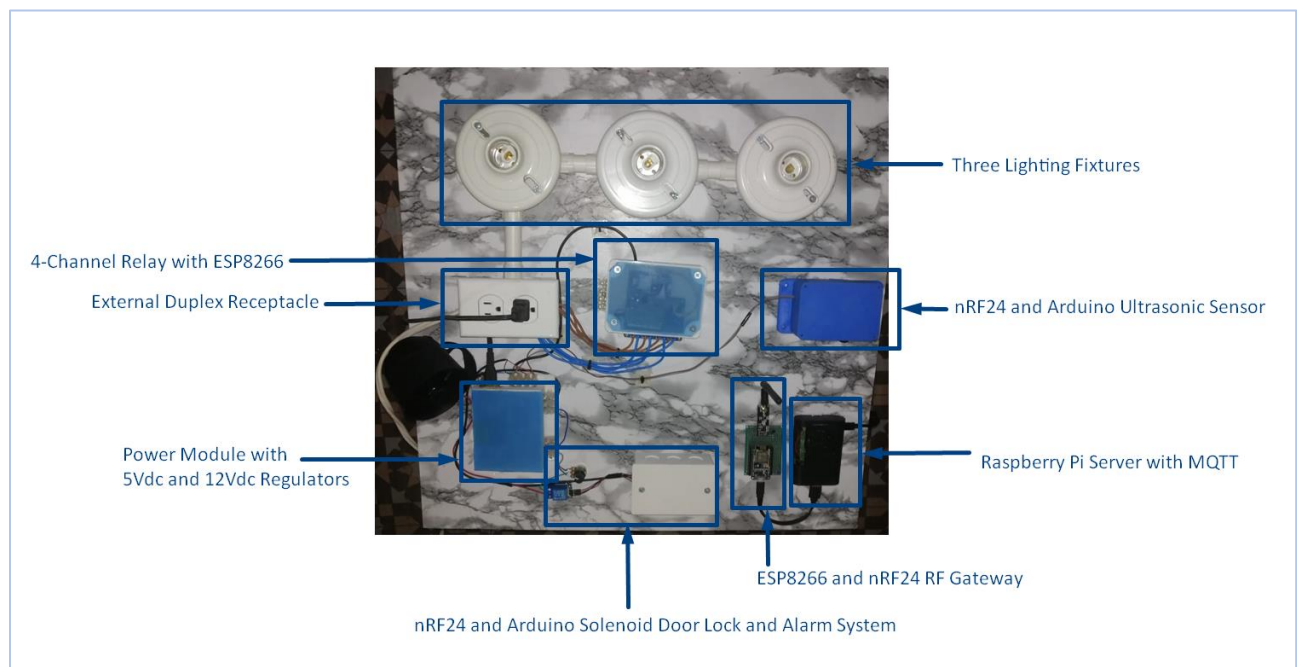 Three Lighting Fixtures
4-Channel Relay with ESP8266
External Duplex Receptacle
nRF24 and Arduino Ultrasonic Sensor
Power Module with
5Vdc and 12Vdc Regulators
Raspberry Pi Server with MQTT
ESP8266 and nRF24 RF Gateway
nRF24 and Arduino Solenoid Door Lock and Alarm System